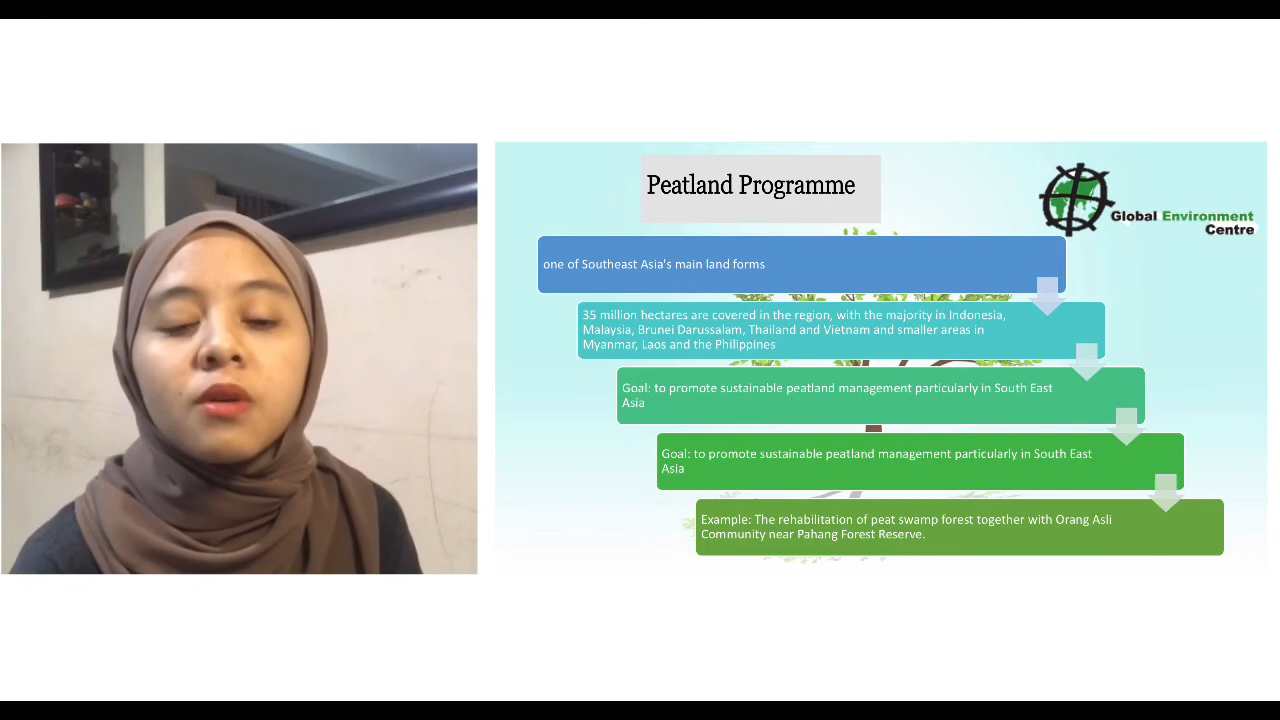 Peatland Programme
Global Environment
Centre
one of Southeast Asia's main land forms
35 million hectares are covered in the region, with the majority in Indonesia,
Malaysia, Brunei Darussalam, Thailand and Vietnam and smaller areas in
Myanmar, Laos and the Philippines
Goal: to promote sustainable peatland management particularly in South East
Asia
Goal: to promote sustainable peatland management particularly in South East
Asia
Example: The rehabilitation of peat swamp forest together with Orang Asli
Community near Pahang Forest Reserve.